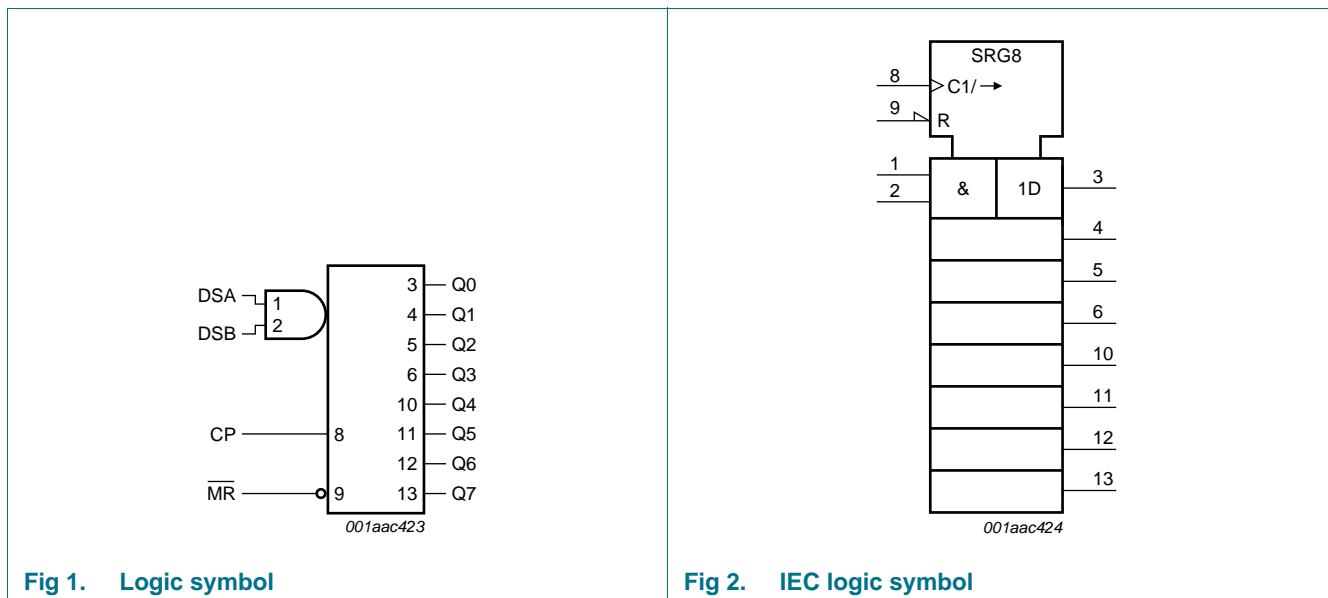 DSA
DSB
1
2
CP
8
M̅R̅
9
3
Q0
4
Q1
5
Q2
6
Q3
10
Q4
11
Q5
12
Q6
13
Q7
001aac423
Fig 1. Logic symbol
SRG8
8
C1/→
9
R
1
2
&
1D
3
4
5
6
10
11
12
13
001aac424
Fig 2. IEC logic symbol